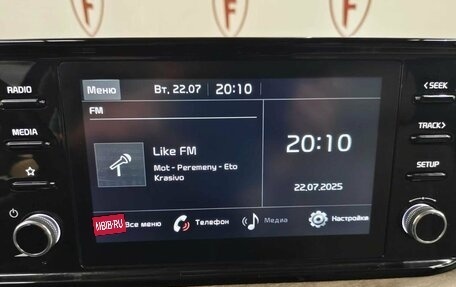 RADIO
MEDIA
Меню Вт, 22.07 20:10
FM
Like FM
Mot - Peremeny - Eto
Krasivo
20:10
22.07.2025
Все меню Телефон Медиа Настройки
SEEK
TRACK
SETUP